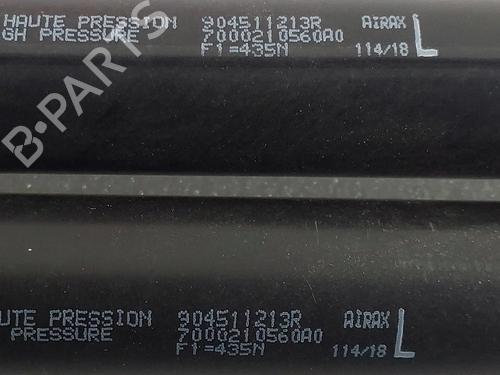 HAUTE PRESSION 904511213R AIRAX L
GH PRESSURE 7000210560A0
F1=435N 114/18
B-PARTS
UTE PRESSION 904511213R AIRAX L
PRESSURE 7000210560A0
F1=435N 114/18